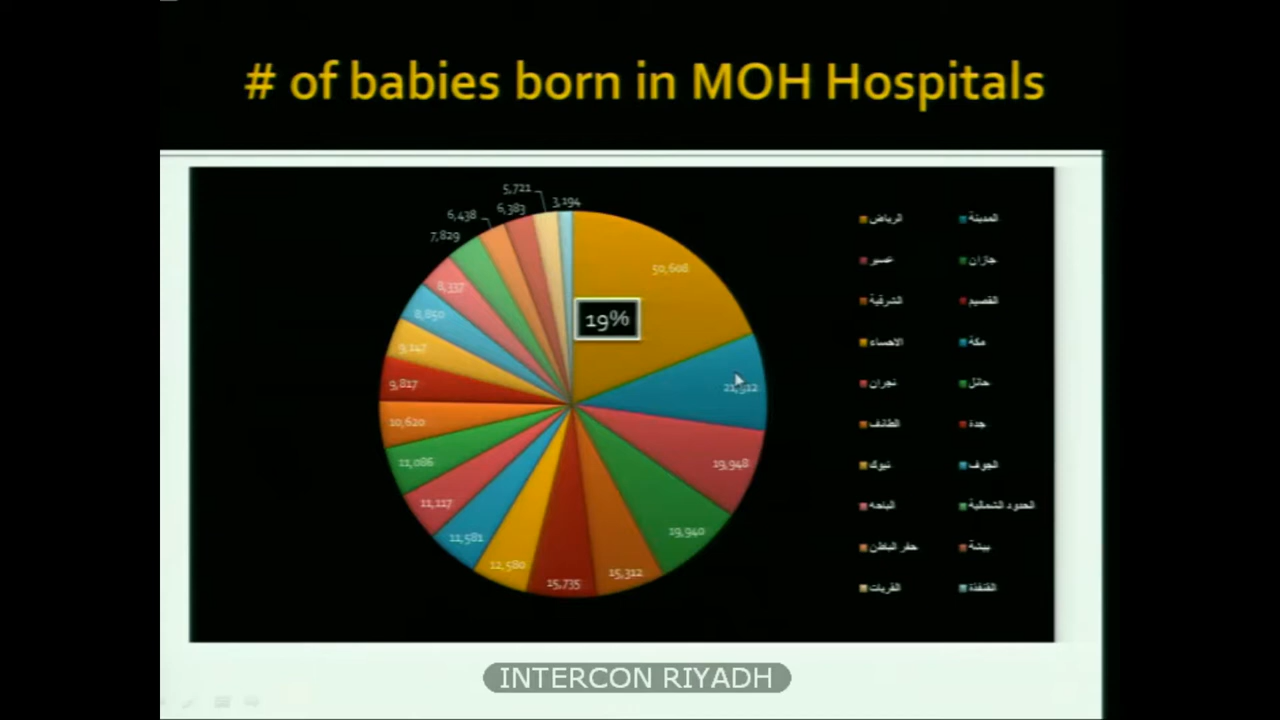 # of babies born in MOH Hospitals
5,721
3,194
6,383
6,438
7,829
50,608
8,337
8,850
19%
9,147
9,817
10,620
19,948
11,086
11,117
19,940
11,581
12,580
15,312
15,735
الرياض المدينة
عسير جازان
الشرقية القصيم
الاحساء مكة
نجران حائل
الطائف جدة
تبوك الجوف
الباحه الحدود الشمالية
حفر الباطن بيشة
القريات القنفذة
INTERCON RIYADH